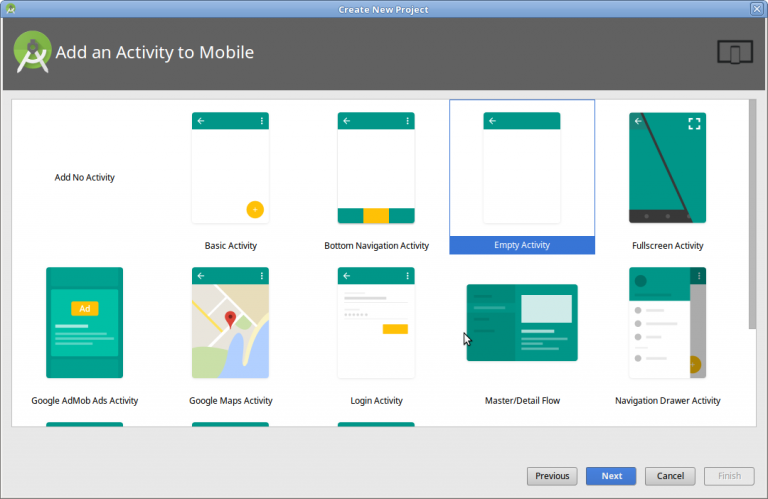 Create New Project
Add an Activity to Mobile
Add No Activity
Basic Activity
Bottom Navigation Activity
Empty Activity
Fullscreen Activity
Ad
Google AdMob Ads Activity
Google Maps Activity
Login Activity
Master/Detail Flow
Navigation Drawer Activity
Previous
Next
Cancel
Finish